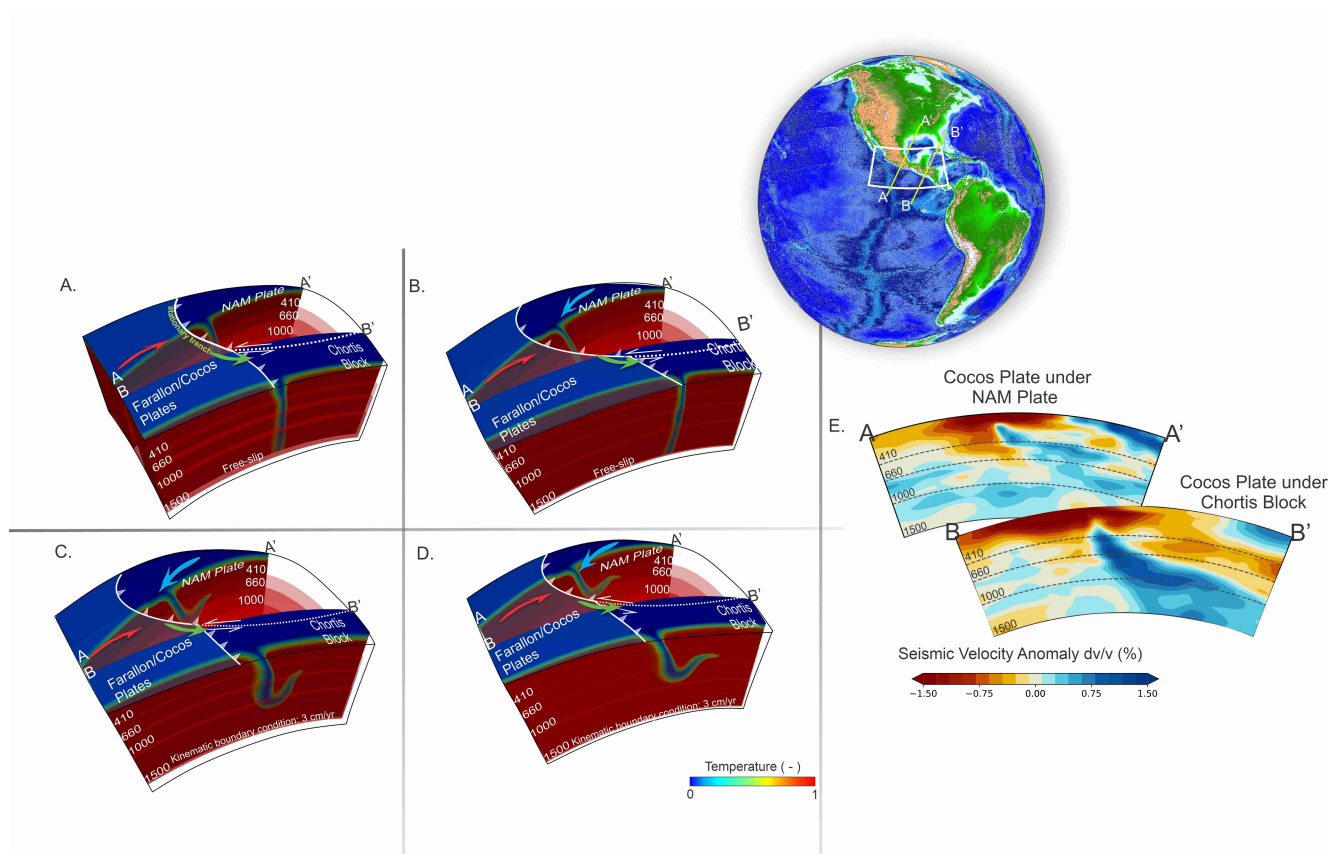 A'
B'
A
B
A.
A'
NAM Plate
410
660
1000
stationary trench
B'
Chortis
Block
A
B
Farallon/Cocos
Plates
410
660
1000
1500
Free-slip
B.
A'
NAM Plate
410
660
1000
B'
Chortis
Block
A
B
Farallon/Cocos
Plates
410
660
1000
1500
Free-slip
C.
A'
NAM Plate
410
660
1000
B'
Chortis
Block
A
B
Farallon/Cocos
Plates
410
660
1000
1500
Kinematic boundary condition: 3 cm/yr
D.
A'
NAM Plate
410
660
1000
B'
Chortis
Block
A
B
Farallon/Cocos
Plates
410
660
1000
1500
Kinematic boundary condition: 3 cm/yr
Temperature ( - )
0 1
E.
Cocos Plate under
NAM Plate
A
A'
410
660
1000
1500
Cocos Plate under
Chortis Block
B
B'
410
660
1000
1500
Seismic Velocity Anomaly dv/v (%)
−1.50 −0.75 0.00 0.75 1.50